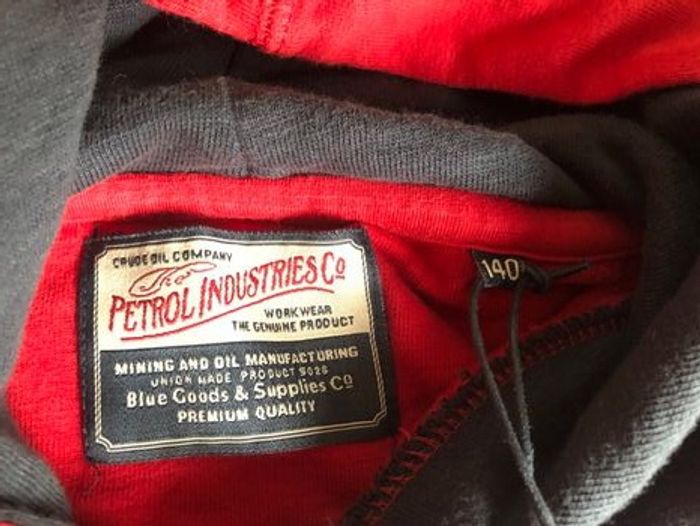 CRUDE OIL COMPANY
The
PETROL INDUSTRIES Co
WORKWEAR
THE GENUINE PRODUCT
MINING AND OIL MANUFACTURING
UNION MADE PRODUCT 5026
Blue Goods & Supplies Co
PREMIUM QUALITY
140